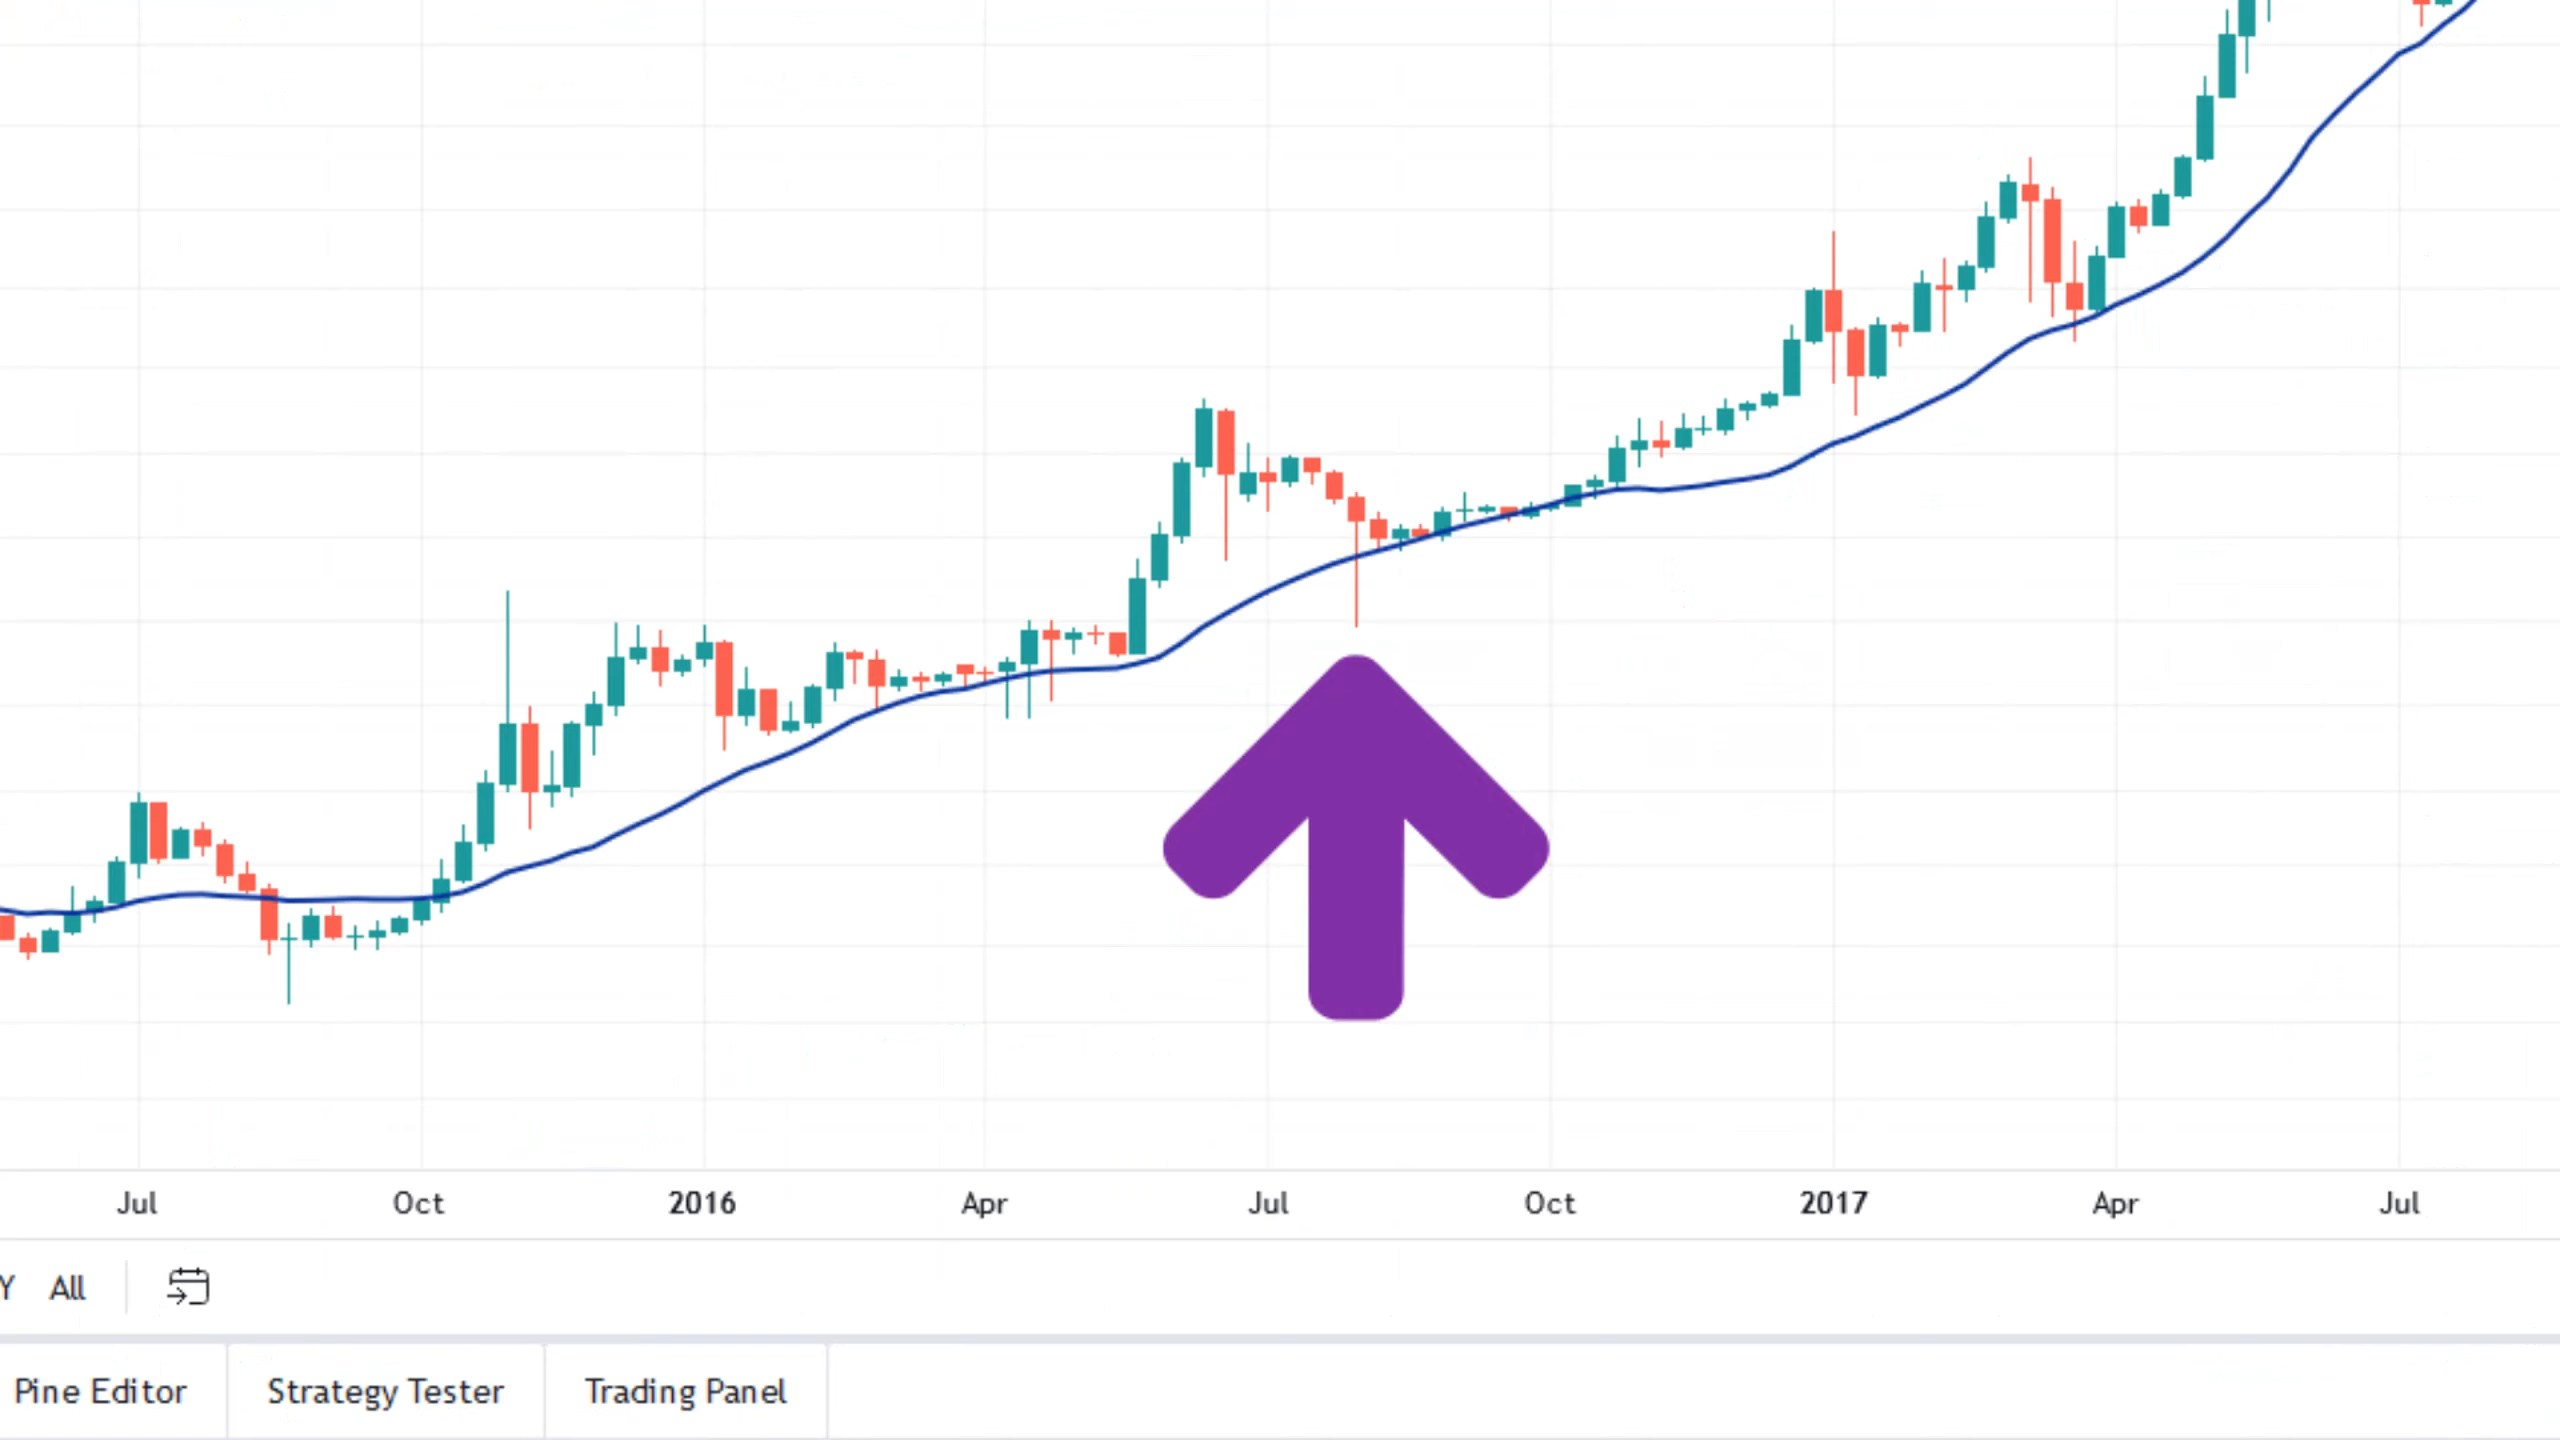 Jul Oct 2016 Apr Jul Oct 2017 Apr Jul
Y All
Pine Editor Strategy Tester Trading Panel